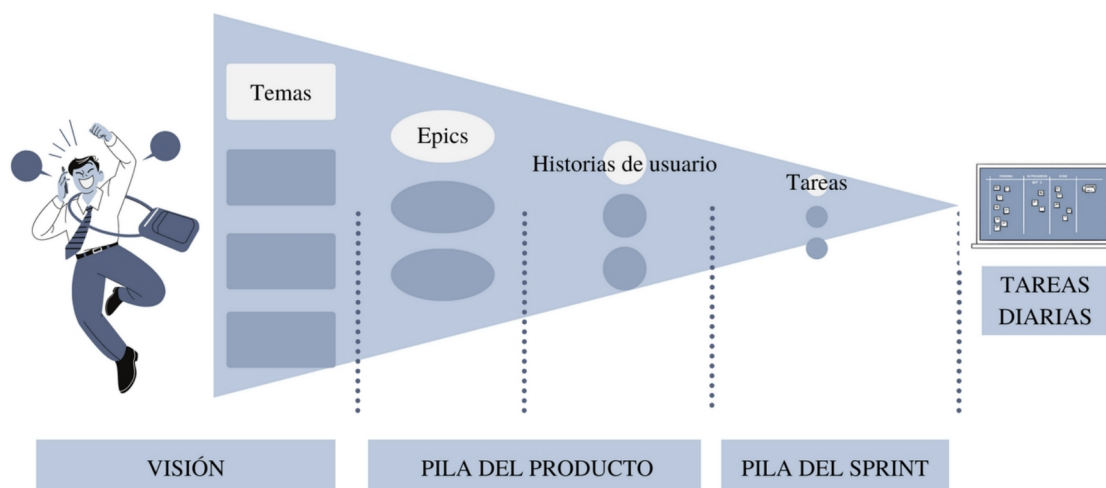 Temas
Epics
Historias de usuario
Tareas
TAREAS
DIARIAS
VISIÓN
PILA DEL PRODUCTO
PILA DEL SPRINT